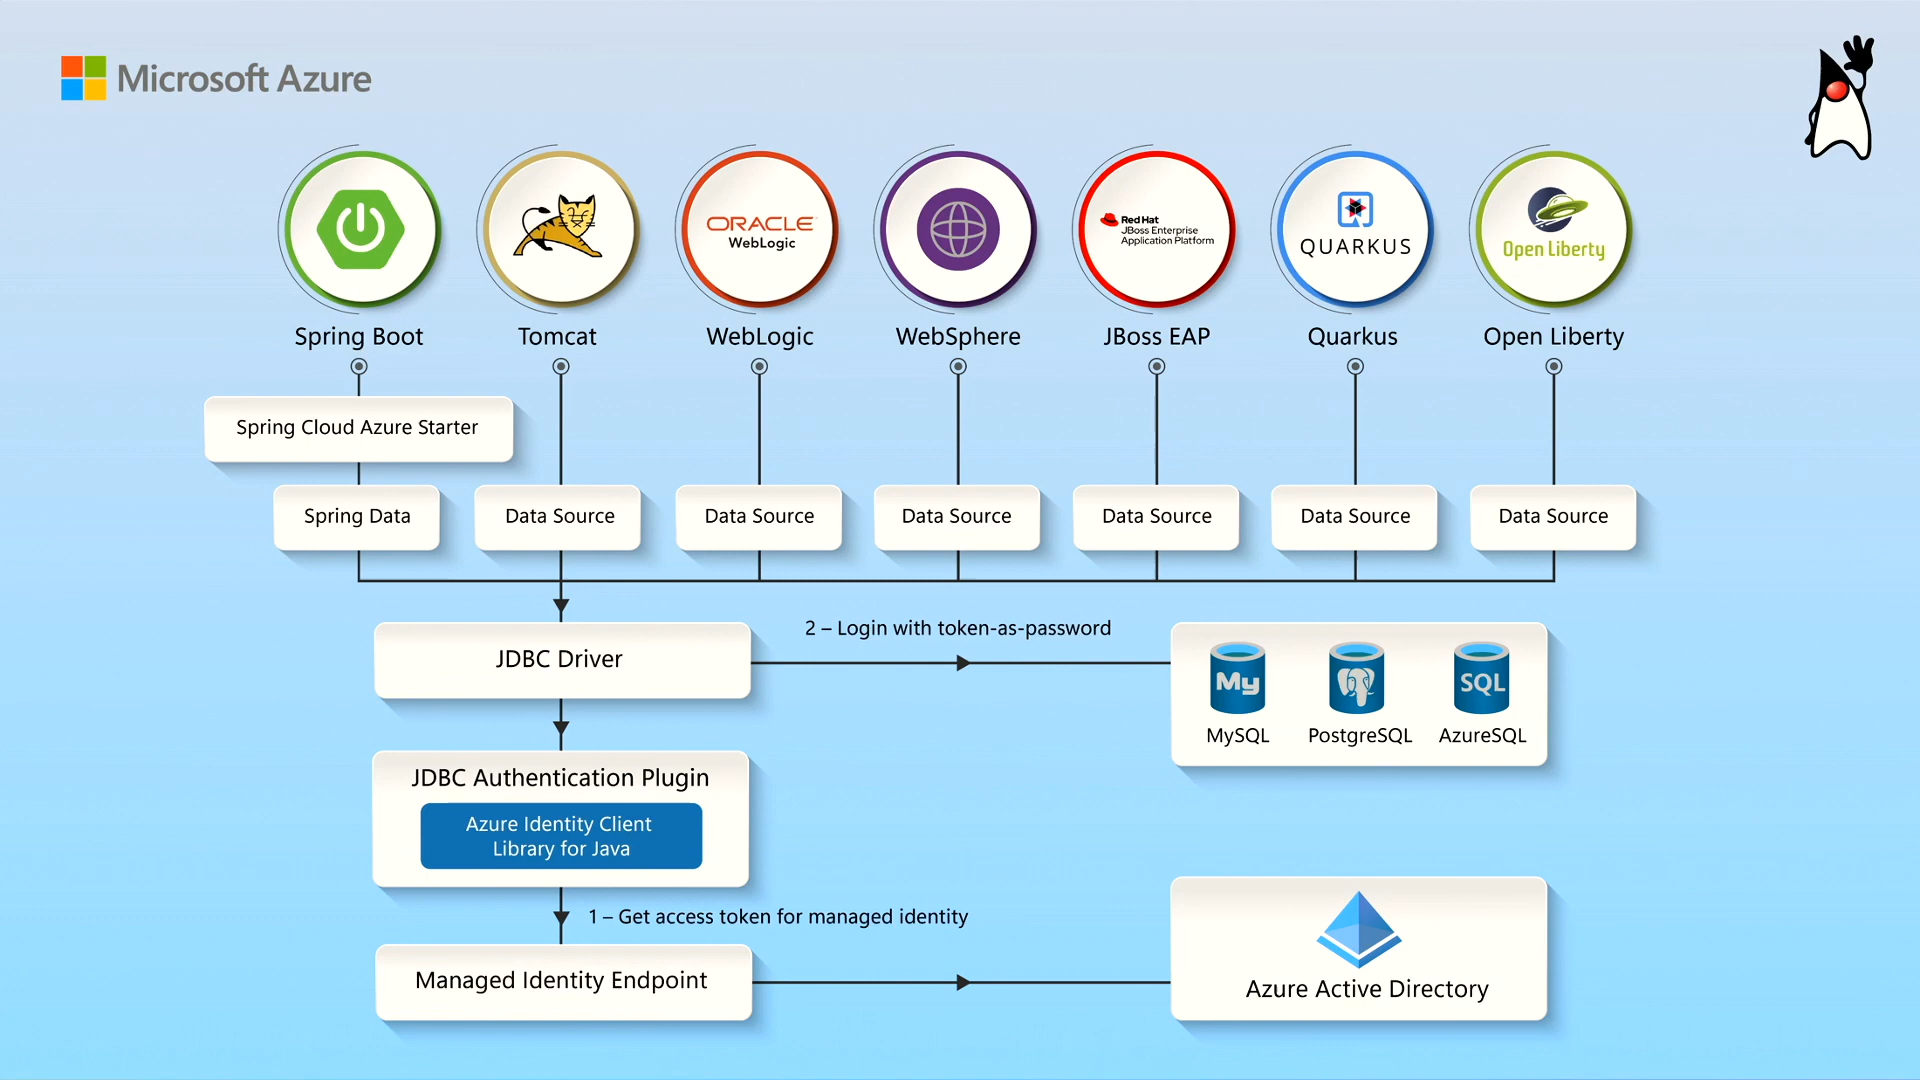 Microsoft Azure
ORACLE
WebLogic
Red Hat
JBoss Enterprise
Application Platform
QUARKUS
Open Liberty
Spring Boot
Tomcat
WebLogic
WebSphere
JBoss EAP
Quarkus
Open Liberty
Spring Cloud Azure Starter
Spring Data
Data Source
Data Source
Data Source
Data Source
Data Source
Data Source
JDBC Driver
2 – Login with token-as-password
My
SQL
MySQL
PostgreSQL
AzureSQL
JDBC Authentication Plugin
Azure Identity Client
Library for Java
1 – Get access token for managed identity
Managed Identity Endpoint
Azure Active Directory